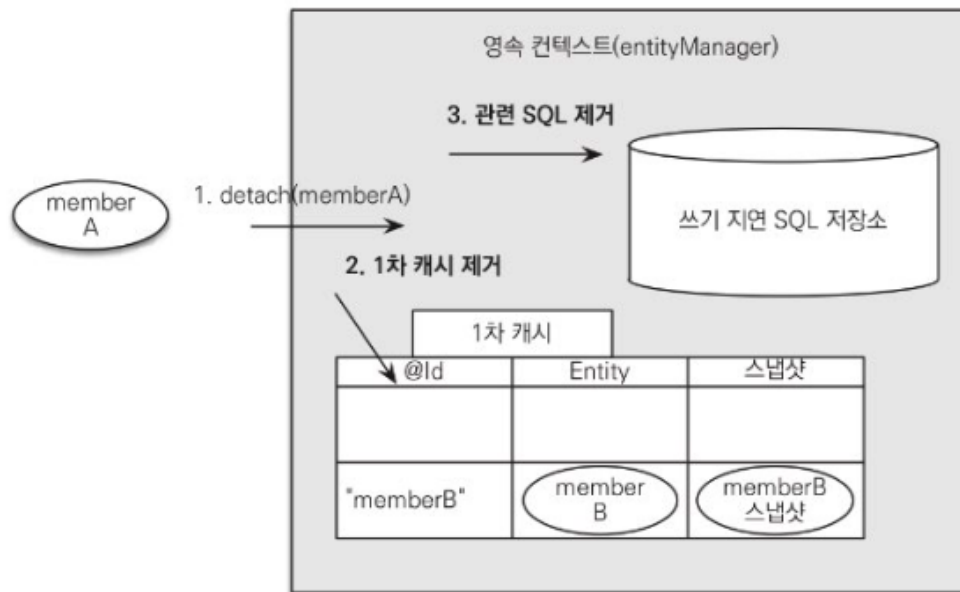 영속 컨텍스트(entityManager)
3. 관련 SQL 제거
member
A
1. detach(memberA)
쓰기 지연 SQL 저장소
2. 1차 캐시 제거
1차 캐시
@Id Entity 스냅샷
"memberB"
member
B
memberB
스냅샷